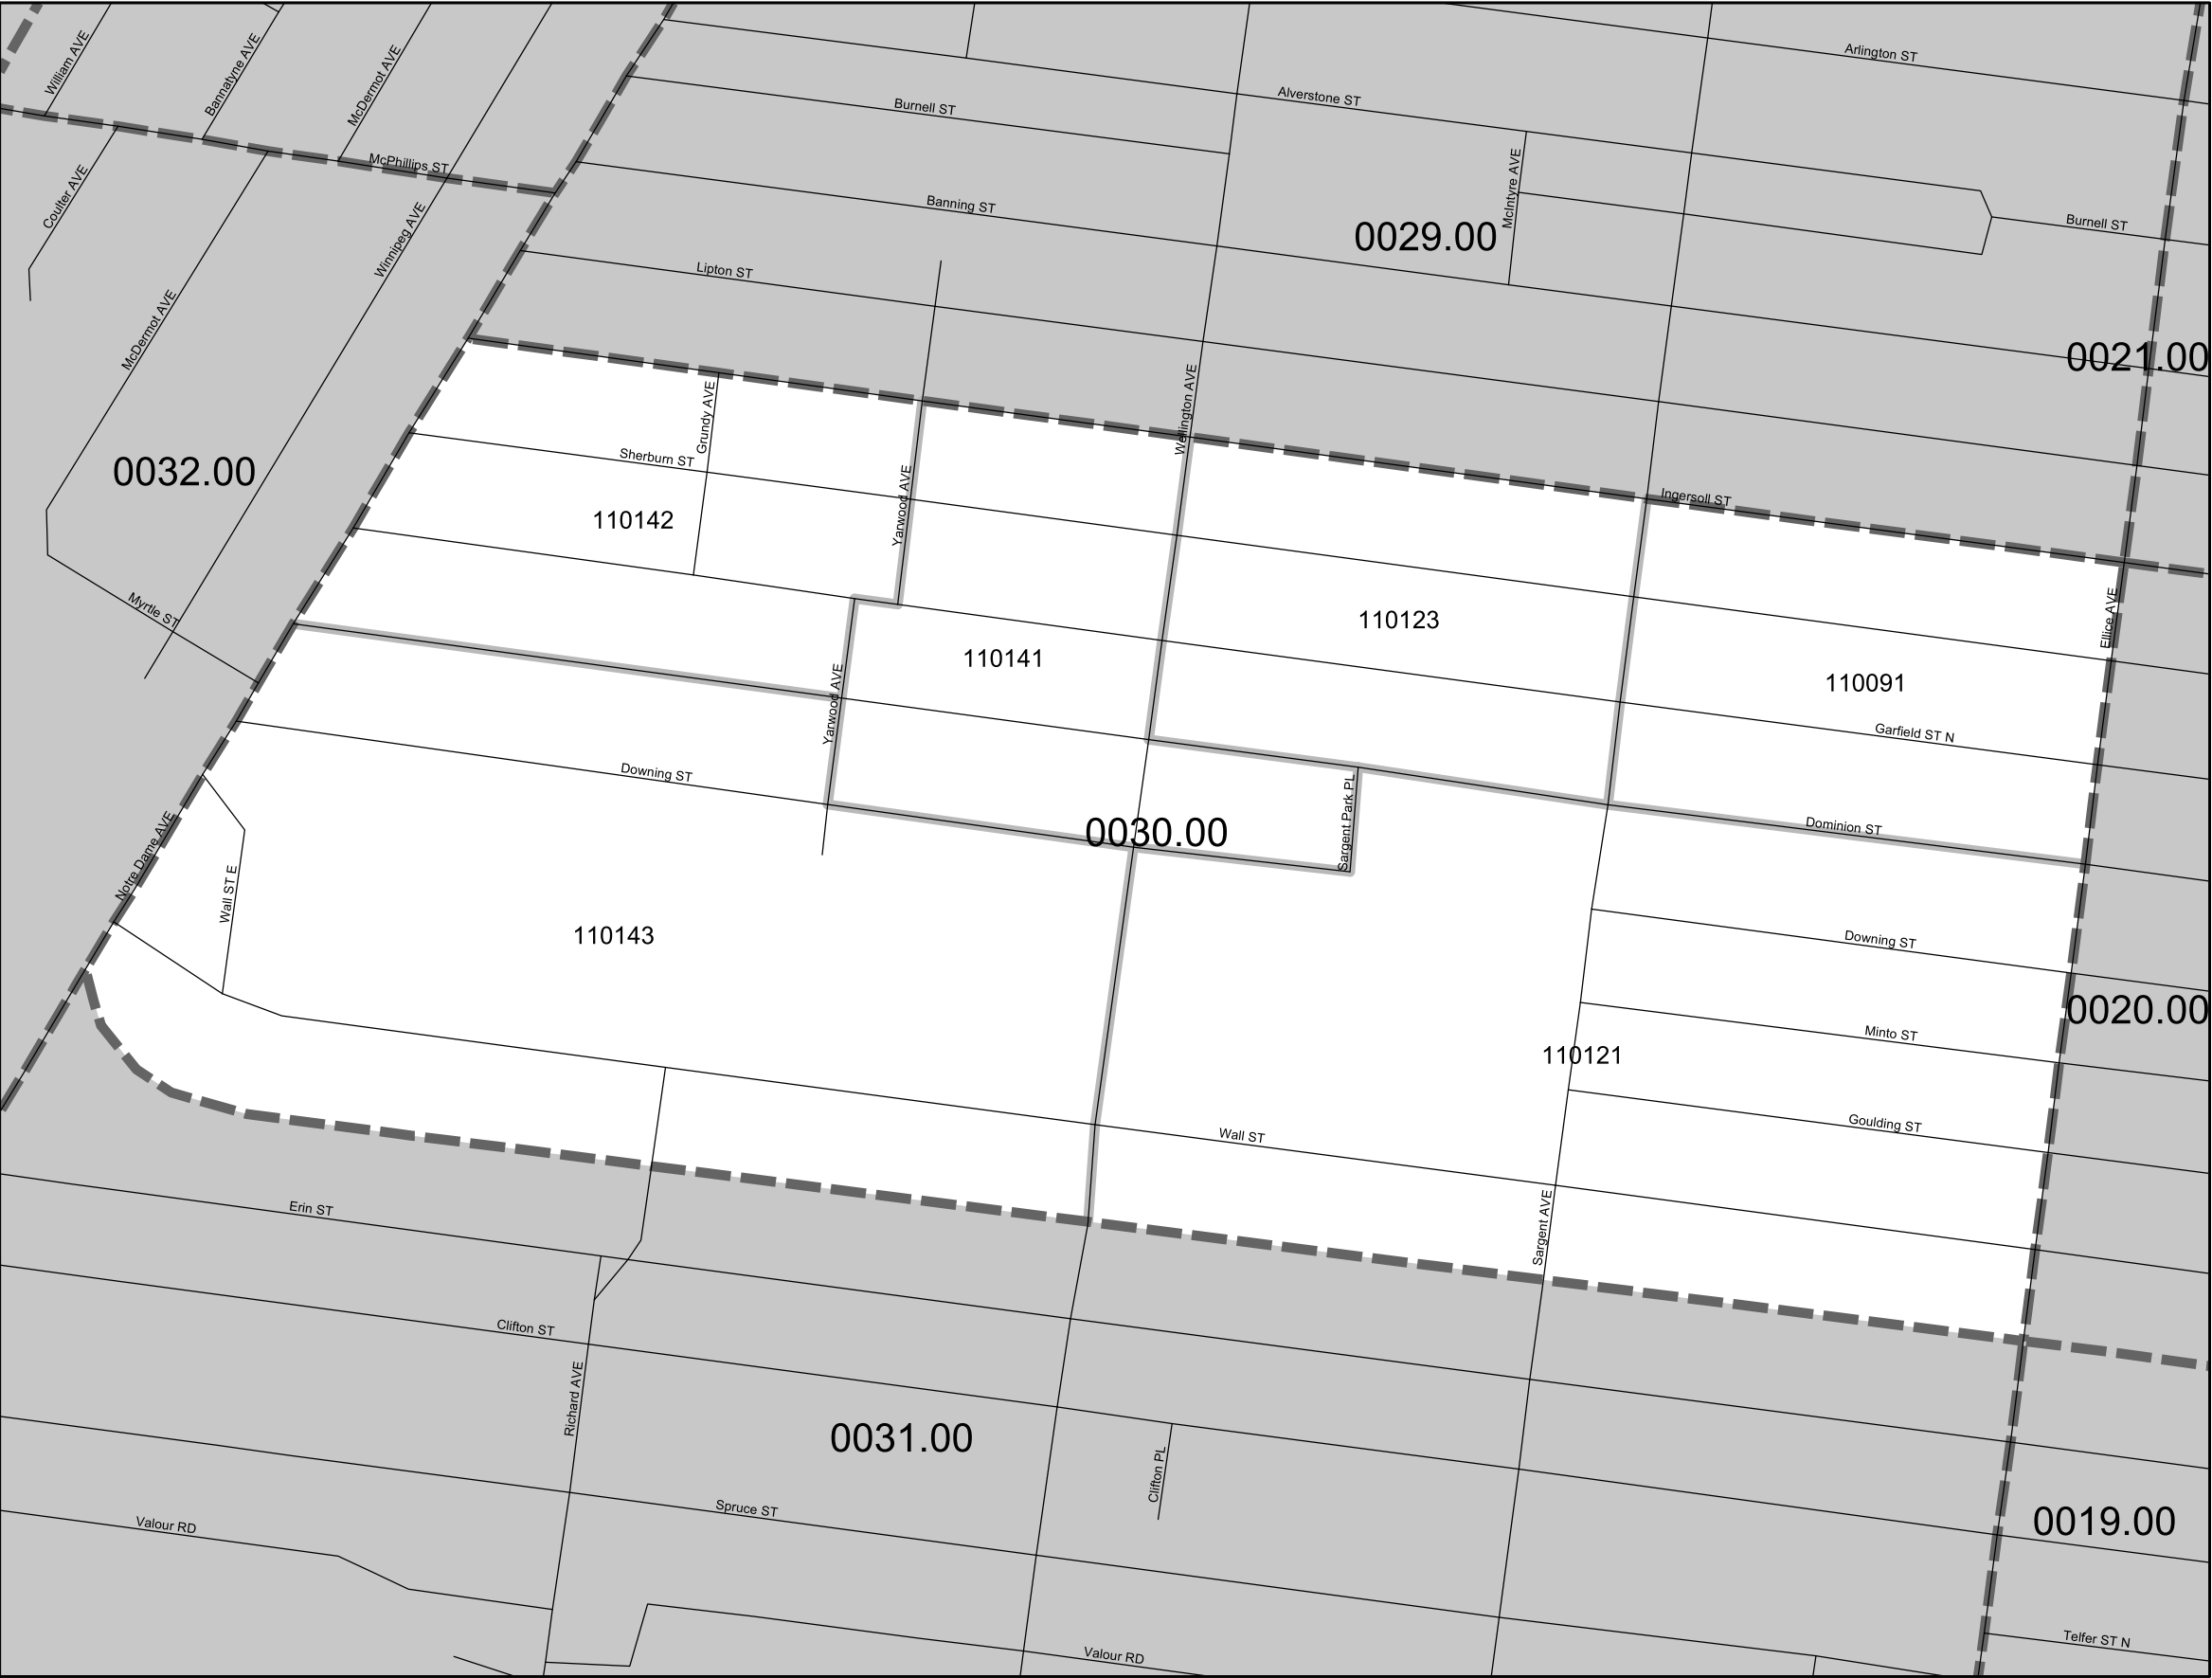 William AVE
Bannatyne AVE
McDermot AVE
Arlington ST
Alverstone ST
Burnell ST
McPhillips ST
Coulter AVE
Winnipeg AVE
Banning ST
McIntyre AVE
0029.00
Burnell ST
Lipton ST
McDermot AVE
0021.00
Wellington AVE
Grundy AVE
Sherburn ST
0032.00
Yarwood AVE
Ingersoll ST
110142
Myrtle ST
110123
Ellice AVE
110141
110091
Yarwood AVE
Garfield ST N
Downing ST
Sargent Park PL
0030.00
Dominion ST
Notre Dame AVE
Wall ST E
110143
Downing ST
0020.00
Minto ST
110121
Goulding ST
Wall ST
Sargent AVE
Erin ST
Clifton ST
Richard AVE
0031.00
Clifton PL
Spruce ST
0019.00
Valour RD
Valour RD
Telfer ST N